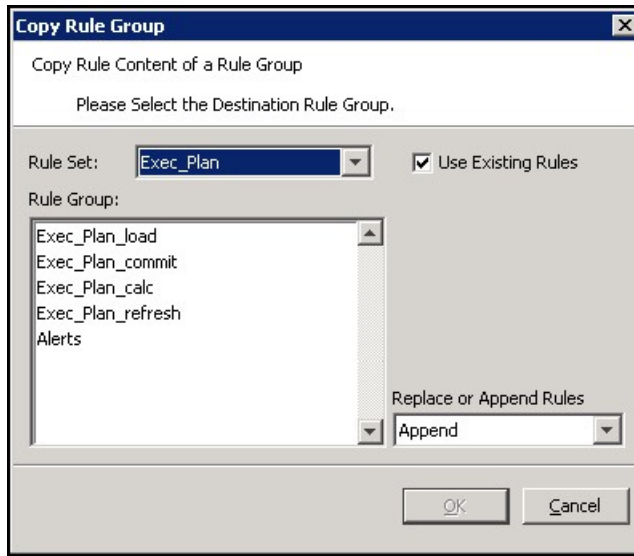 Copy Rule Group
Copy Rule Content of a Rule Group
Please Select the Destination Rule Group.
Rule Set:
Exec_Plan
Use Existing Rules
Rule Group:
Exec_Plan_load
Exec_Plan_commit
Exec_Plan_calc
Exec_Plan_refresh
Alerts
Replace or Append Rules
Append
OK
Cancel